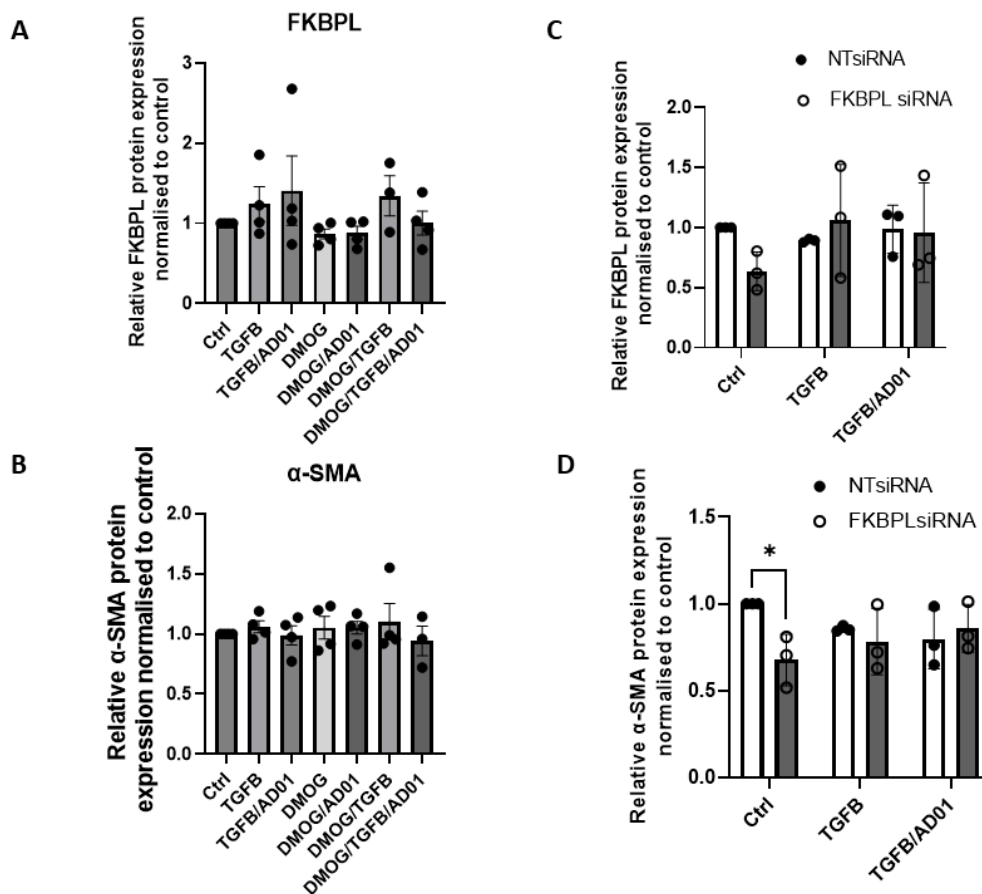 A
FKBPL
Relative FKBPL protein expression
normalised to control
3
2
1
0
Ctrl
TGFB
TGFB/AD01
DMOG
DMOG/AD01
DMOG/TGFB
DMOG/TGFB/AD01
B
α-SMA
Relative α-SMA protein
expression normalised to control
2.0
1.5
1.0
0.5
0.0
Ctrl
TGFB
TGFB/AD01
DMOG
DMOG/AD01
DMOG/TGFB
DMOG/TGFB/AD01
C
NTsiRNA
FKBPL siRNA
Relative FKBPL protein expression
normalised to control
2.0
1.5
1.0
0.5
0.0
Ctrl
TGFB
TGFB/AD01
D
NTsiRNA
FKBPLsiRNA
Relative α-SMA protein expression
normalised to control
1.5
1.0
0.5
0.0
*
Ctrl
TGFB
TGFB/AD01